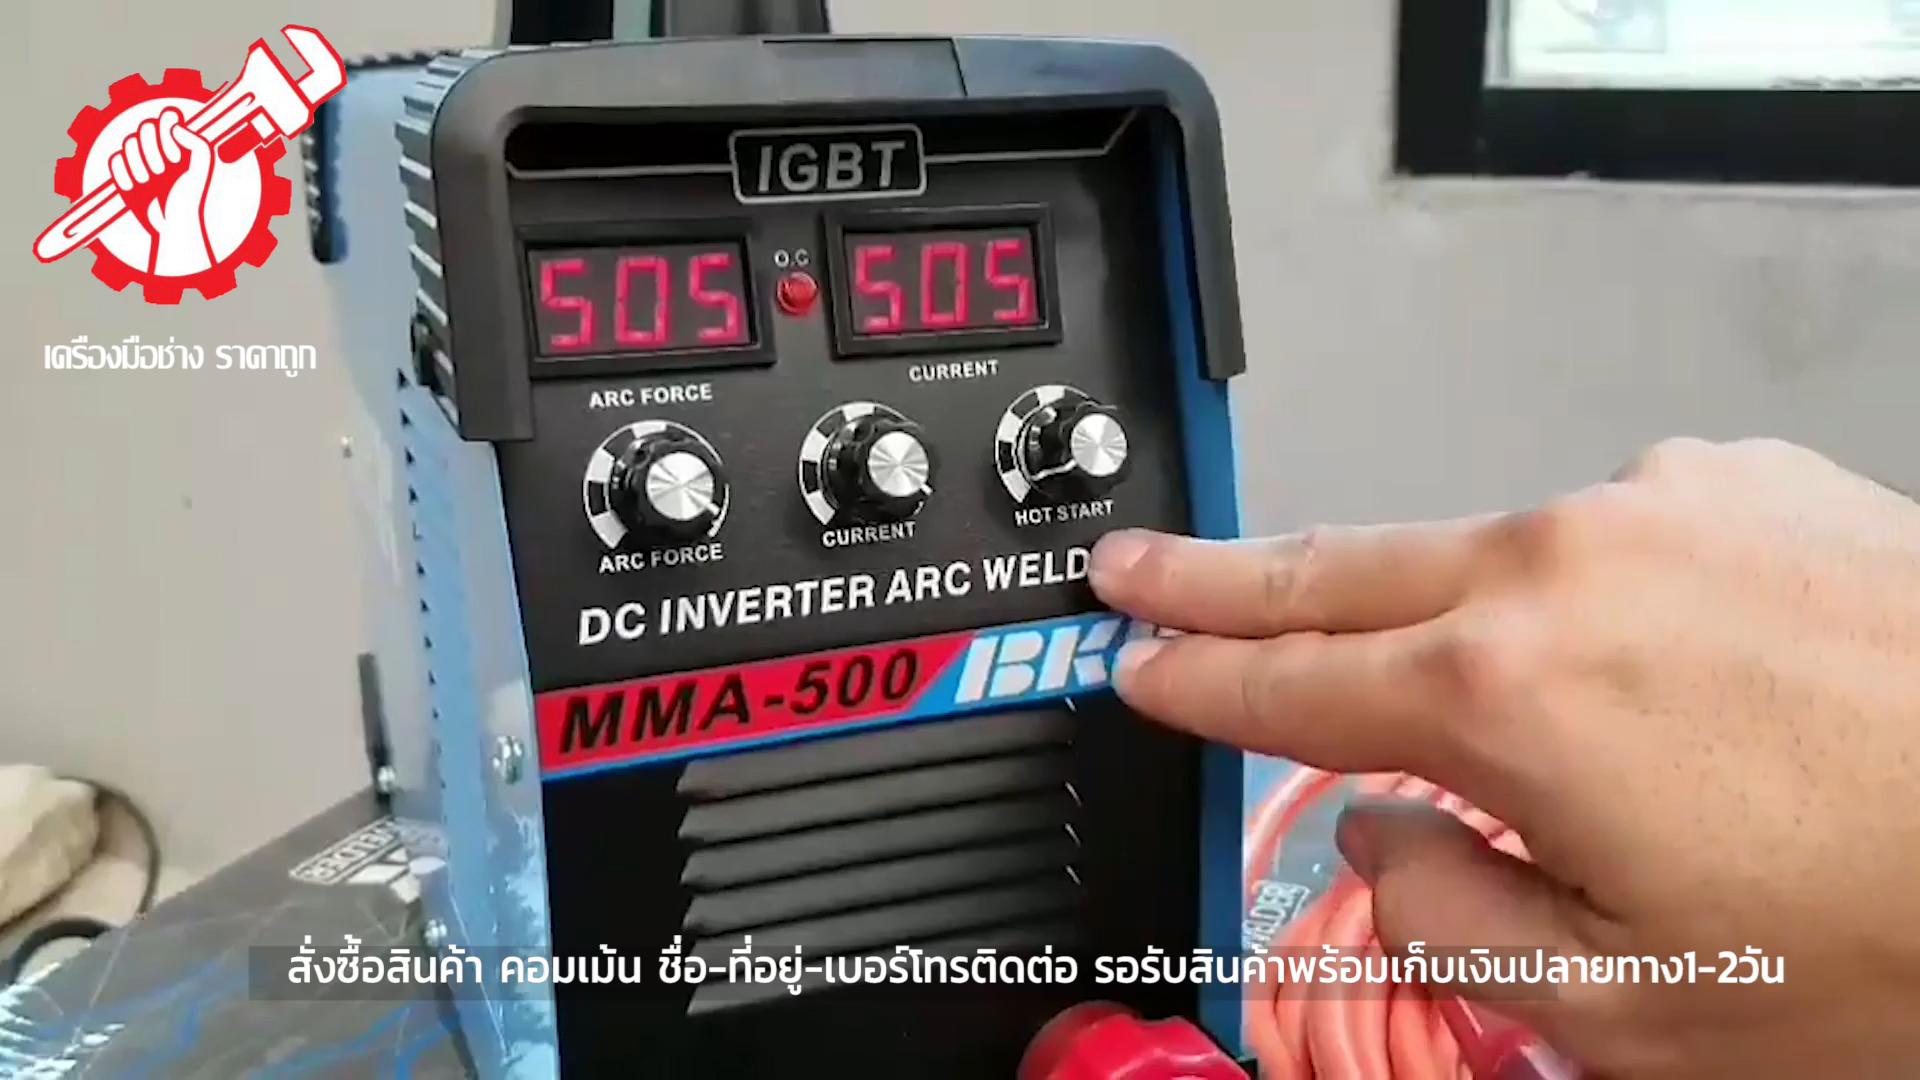 เครื่องมือช่าง ราคาถูก
IGBT
505
O.C
505
ARC FORCE
CURRENT
ARC FORCE
CURRENT
HOT START
DC INVERTER ARC WELD
MMA-500
BK
สั่งซื้อสินค้า คอมเม้น ชื่อ-ที่อยู่-เบอร์โทรติดต่อ รอรับสินค้าพร้อมเก็บเงินปลายทาง1-2วัน